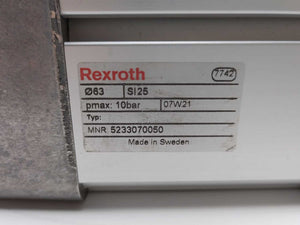 Rexroth 7742
Ø63 SI25
pmax: 10bar 07W21
Typ:
MNR: 5233070050
Made in Sweden